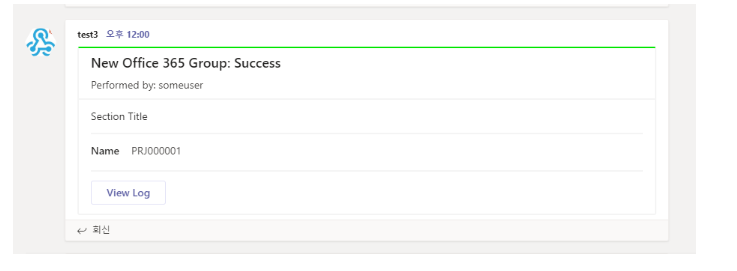 test3 오후 12:00
New Office 365 Group: Success
Performed by: someuser
Section Title
Name PRJ000001
View Log
회신